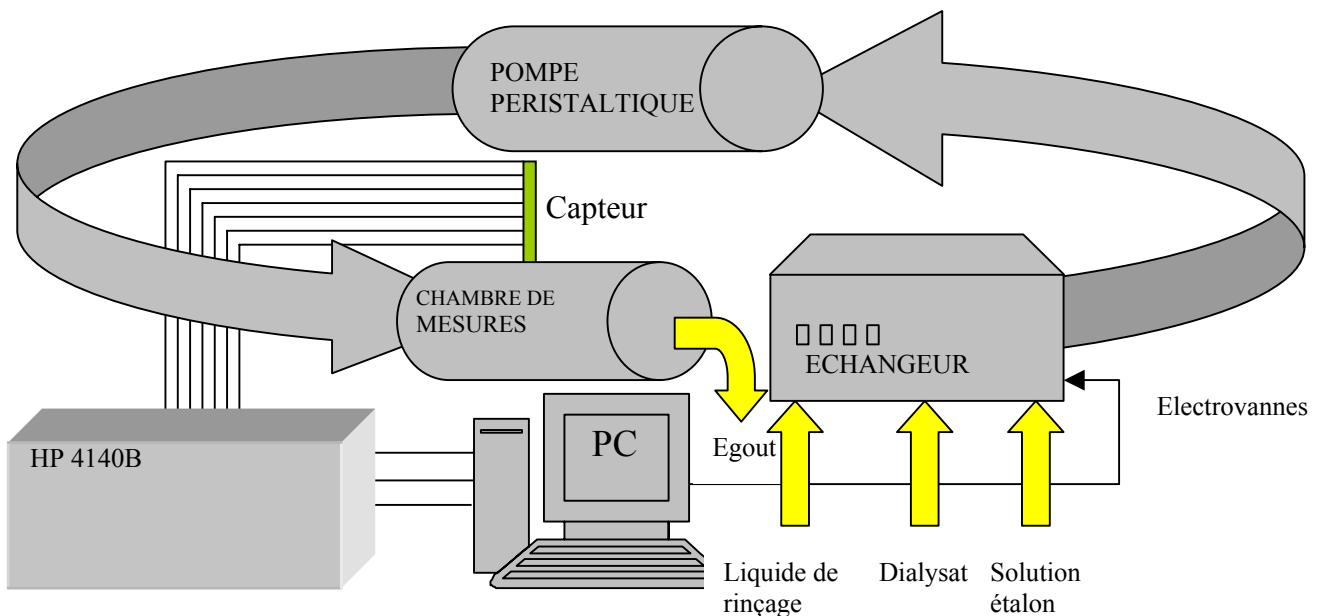 POMPE
PERISTALTIQUE
Capteur
CHAMBRE DE
MESURES
ECHANGEUR
Electrovannes
HP 4140B
PC
Egout
Liquide de
rinçage
Dialysat
Solution
étalon